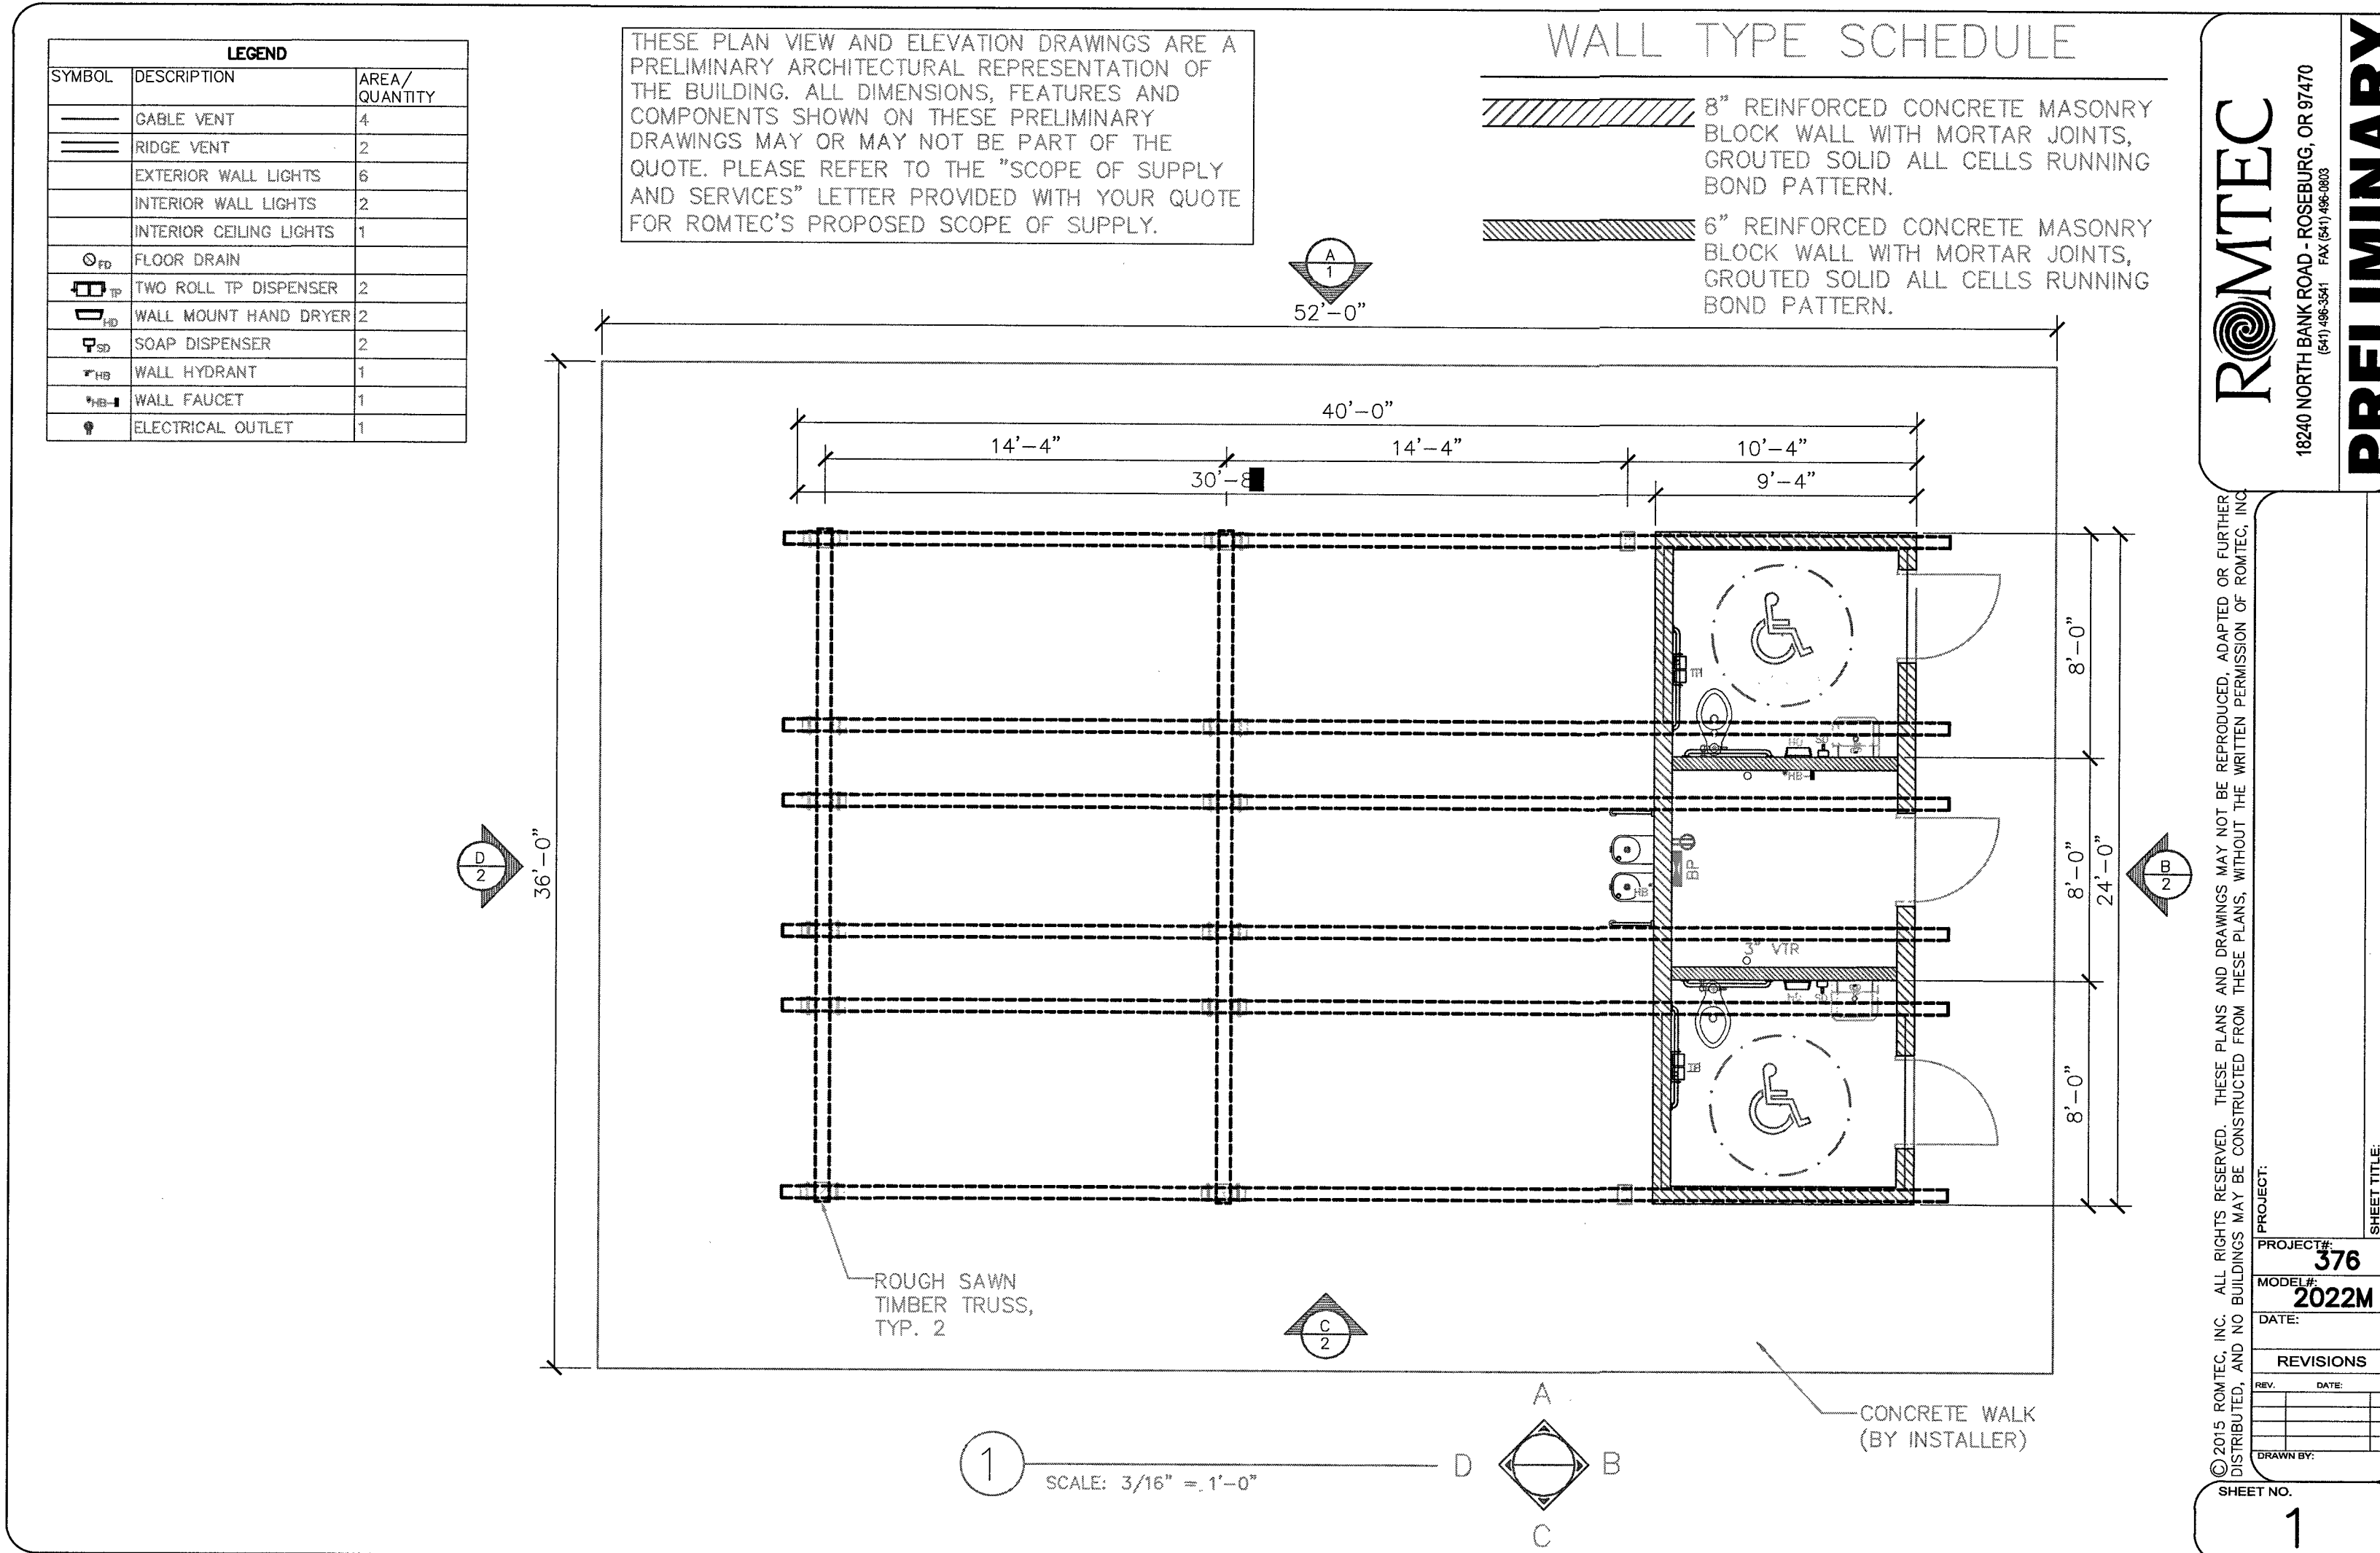 LEGEND
SYMBOL DESCRIPTION AREA/
QUANTITY
GABLE VENT 4
RIDGE VENT 2
EXTERIOR WALL LIGHTS 6
INTERIOR WALL LIGHTS 2
INTERIOR CEILING LIGHTS 1
FD FLOOR DRAIN
TP TWO ROLL TP DISPENSER 2
HD WALL MOUNT HAND DRYER 2
SD SOAP DISPENSER 2
HB WALL HYDRANT 1
HB WALL FAUCET 1
ELECTRICAL OUTLET 1
THESE PLAN VIEW AND ELEVATION DRAWINGS ARE A
PRELIMINARY ARCHITECTURAL REPRESENTATION OF
THE BUILDING. ALL DIMENSIONS, FEATURES AND
COMPONENTS SHOWN ON THESE PRELIMINARY
DRAWINGS MAY OR MAY NOT BE PART OF THE
QUOTE. PLEASE REFER TO THE "SCOPE OF SUPPLY
AND SERVICES" LETTER PROVIDED WITH YOUR QUOTE
FOR ROMTEC'S PROPOSED SCOPE OF SUPPLY.
WALL TYPE SCHEDULE
8" REINFORCED CONCRETE MASONRY
BLOCK WALL WITH MORTAR JOINTS,
GROUTED SOLID ALL CELLS RUNNING
BOND PATTERN.
6" REINFORCED CONCRETE MASONRY
BLOCK WALL WITH MORTAR JOINTS,
GROUTED SOLID ALL CELLS RUNNING
BOND PATTERN.
A
1
52'-0"
40'-0"
14'-4" 14'-4" 10'-4"
30'-8 9'-4"
8'-0"
HD SD
HB
D
2
36'-0"
BP
HB
8'-0"
24'-0"
B
2
3" VTR
SD
8'-0"
ROUGH SAWN
TIMBER TRUSS,
TYP. 2
C
2
CONCRETE WALK
(BY INSTALLER)
1
SCALE: 3/16" = 1'-0"
A
D B
C
ROMTEC
18240 NORTH BANK ROAD - ROSEBURG, OR 97470
(541) 496-3541 FAX (541) 496-0803
PRELIMINARY
© 2015 ROMTEC, INC. ALL RIGHTS RESERVED. THESE PLANS AND DRAWINGS MAY NOT BE REPRODUCED, ADAPTED OR FURTHER
DISTRIBUTED, AND NO BUILDINGS MAY BE CONSTRUCTED FROM THESE PLANS, WITHOUT THE WRITTEN PERMISSION OF ROMTEC, INC.
PROJECT:
SHEET TITLE:
PROJECT#:
376
MODEL#:
2022M
DATE:
REVISIONS
REV. DATE:
DRAWN BY:
SHEET NO.
1